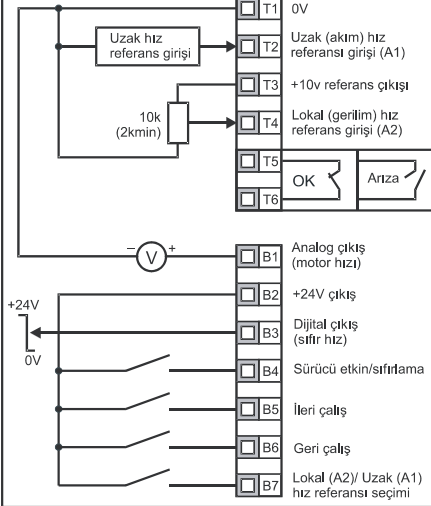 T1 0V
Uzak hız
referans girişi
T2 Uzak (akım) hız
referansı girişi (A1)
T3 +10v referans çıkışı
10k
(2kmin)
T4 Lokal (gerilim) hız
referans girişi (A2)
T5
OK Arıza
T6
– V +
B1 Analog çıkış
(motor hızı)
B2 +24V çıkış
+24V
0V
B3 Dijital çıkış
(sıfır hız)
B4 Sürücü etkin/sıfırlama
B5 İleri çalış
B6 Geri çalış
B7 Lokal (A2)/ Uzak (A1)
hız referansı seçimi